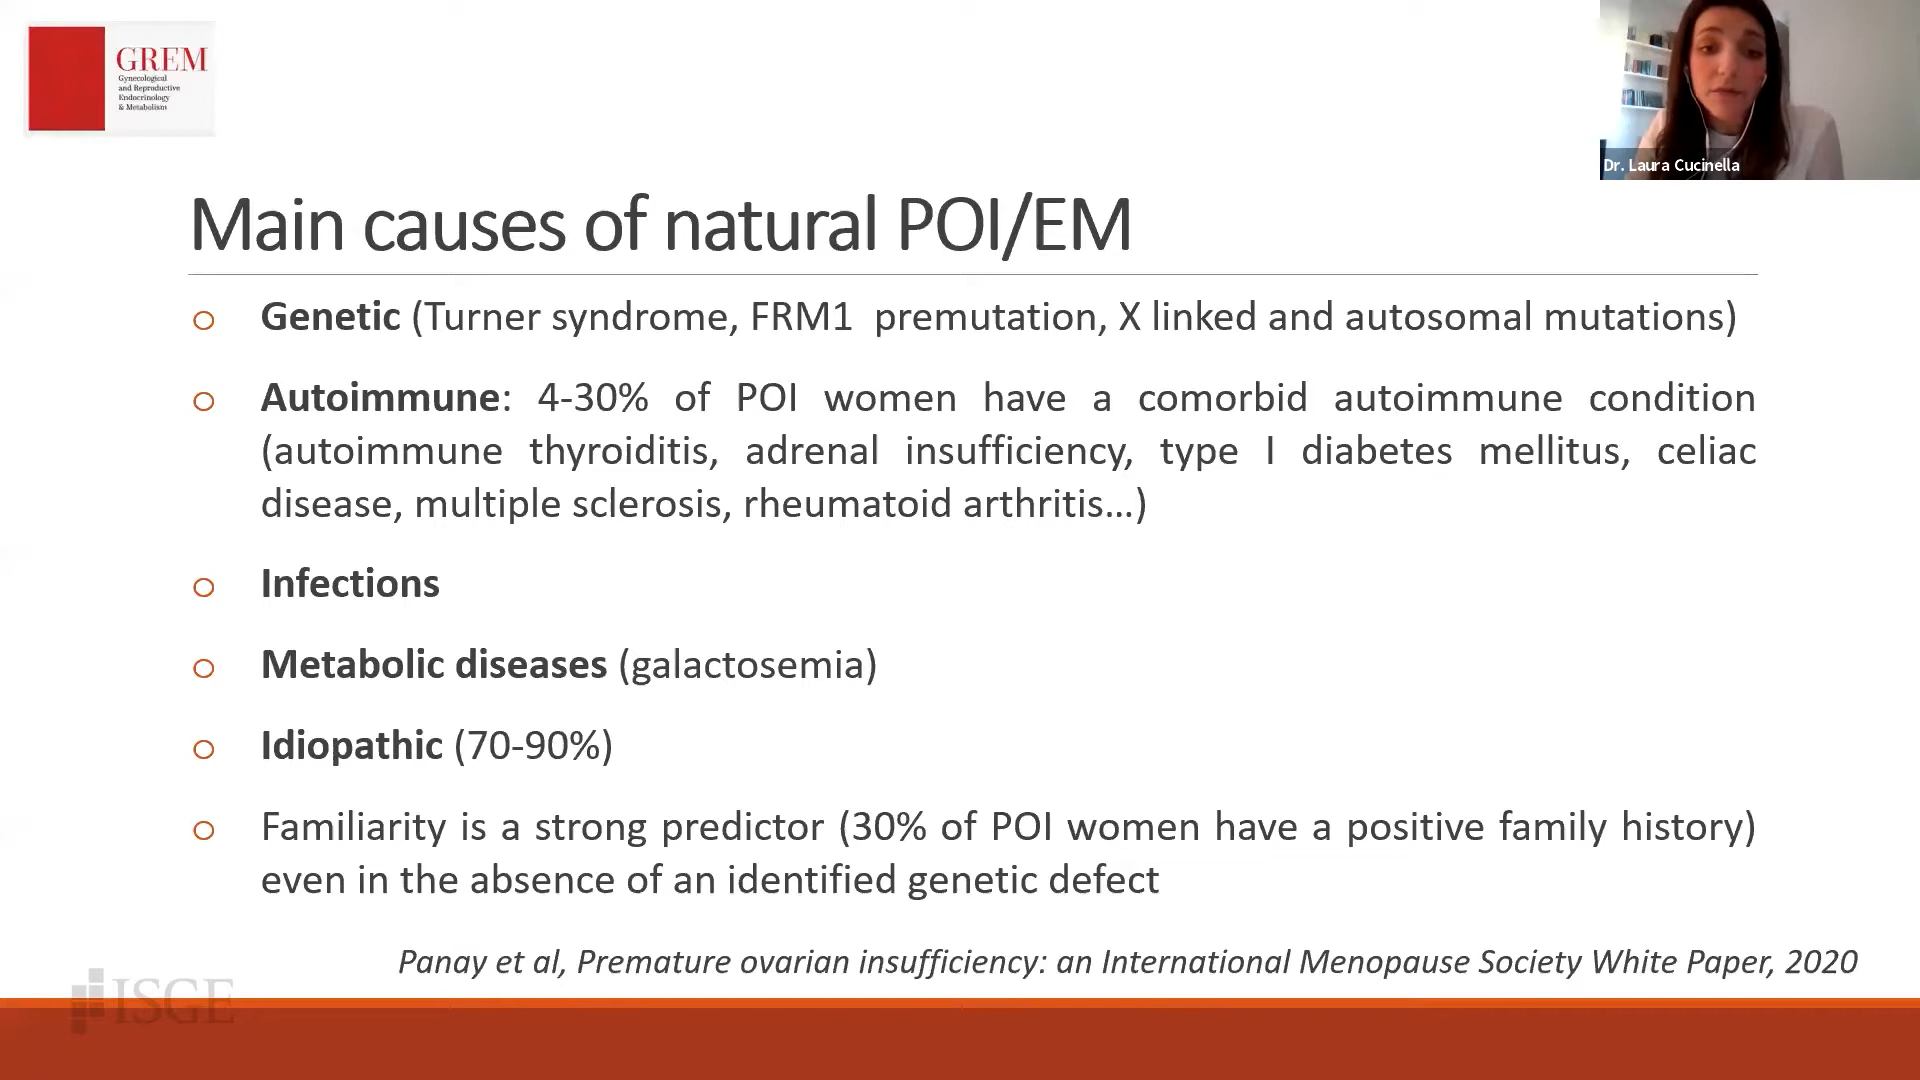 GREM
Gynecological
and Reproductive
Endocrinology
& Metabolism
Dr. Laura Cucinella
Main causes of natural POI/EM
o Genetic (Turner syndrome, FRM1 premutation, X linked and autosomal mutations)
o Autoimmune: 4-30% of POI women have a comorbid autoimmune condition
(autoimmune thyroiditis, adrenal insufficiency, type I diabetes mellitus, celiac
disease, multiple sclerosis, rheumatoid arthritis…)
o Infections
o Metabolic diseases (galactosemia)
o Idiopathic (70-90%)
o Familiarity is a strong predictor (30% of POI women have a positive family history)
even in the absence of an identified genetic defect
Panay et al, Premature ovarian insufficiency: an International Menopause Society White Paper, 2020
ISGE